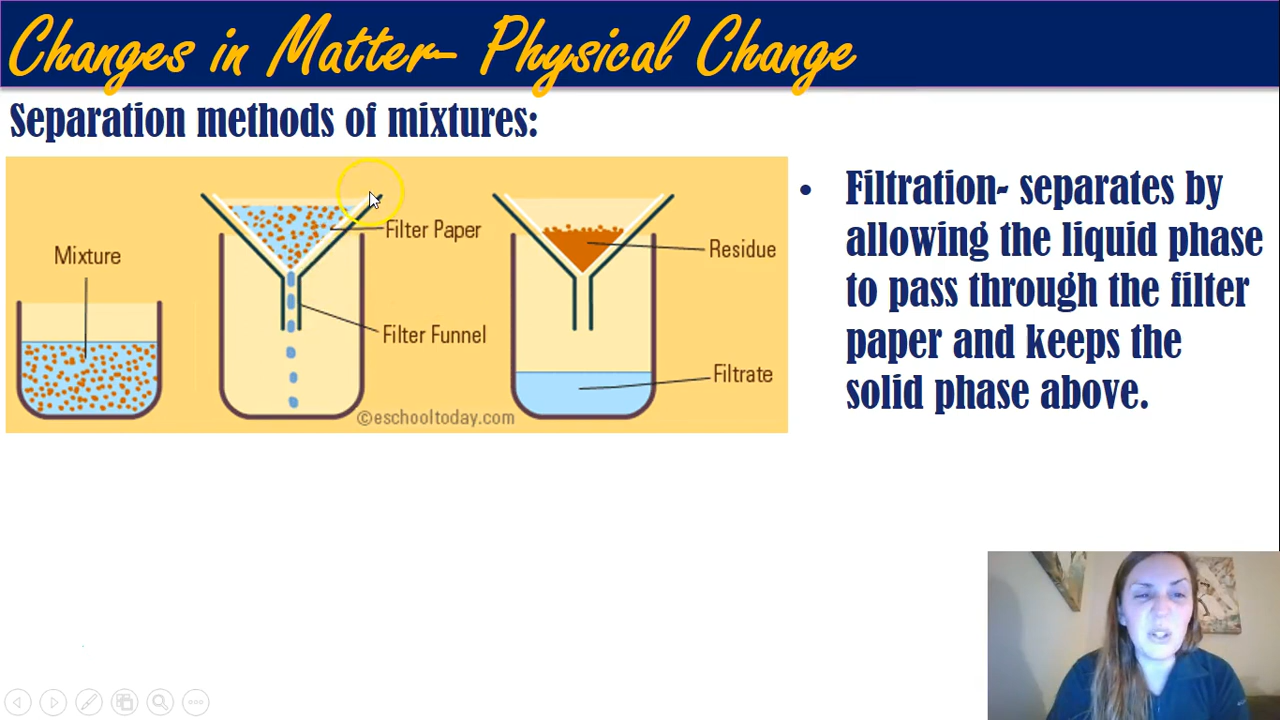 Changes in Matter- Physical Change
Separation methods of mixtures:
Mixture
Filter Paper
Filter Funnel
©eschooltoday.com
Residue
Filtrate
• Filtration- separates by
allowing the liquid phase
to pass through the filter
paper and keeps the
solid phase above.